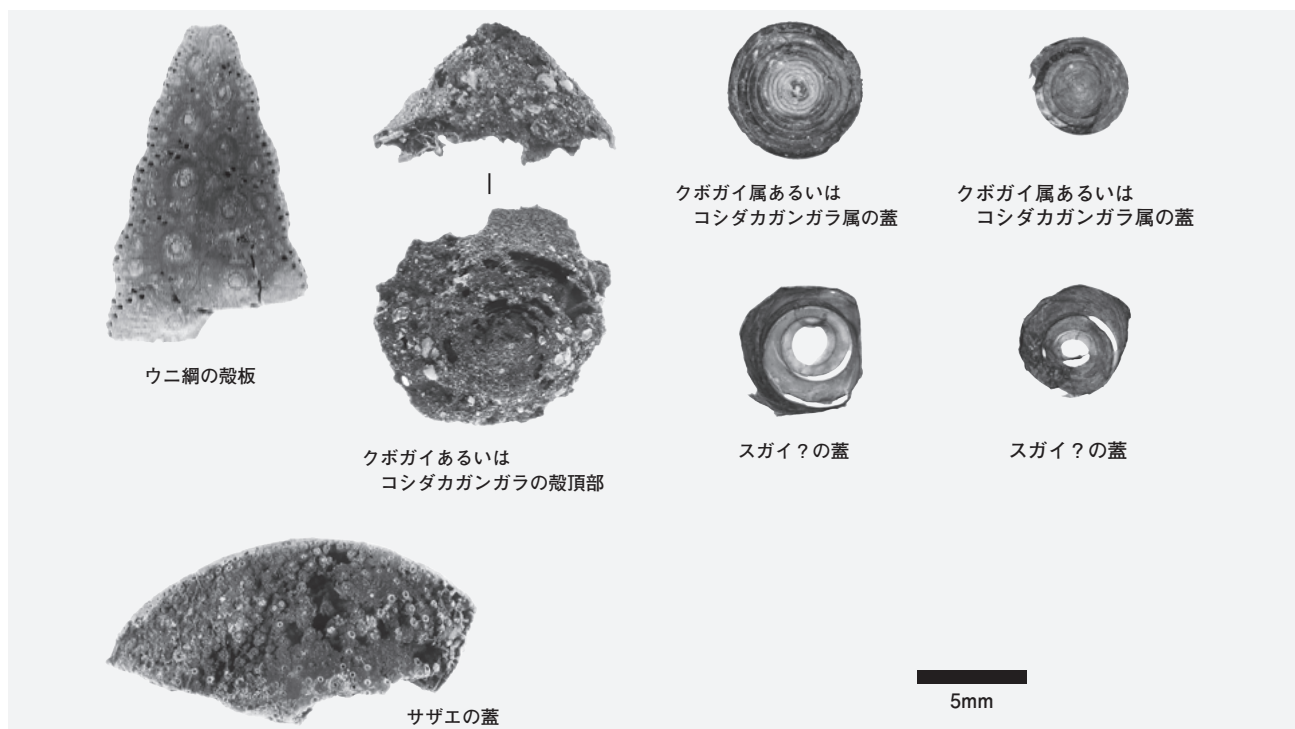 クボガイ属あるいは
コシダカガンガラ属の蓋
クボガイ属あるいは
コシダカガンガラ属の蓋
ウニ綱の殻板
クボガイあるいは
コシダカガンガラの殻頂部
スガイ?の蓋
スガイ?の蓋
サザエの蓋
5mm